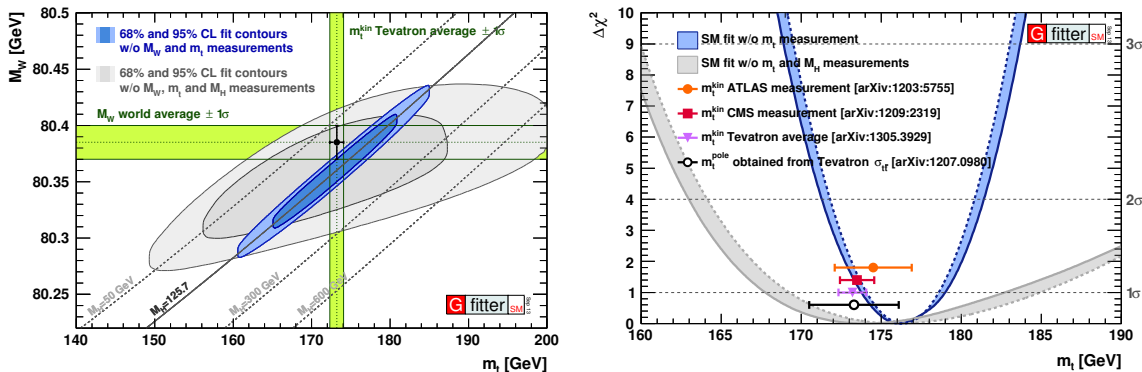 M_W [GeV]
80.5
80.45
80.4
80.35
80.3
80.25
68% and 95% CL fit contours
w/o M_W and m_t measurements
68% and 95% CL fit contours
w/o M_W, m_t and M_H measurements
m_t^kin Tevatron average ± 1σ
M_W world average ± 1σ
M_H=50 GeV
M_H=125.7
M_H=300 GeV
M_H=600 GeV
G fitter SM
Sep 13
140 150 160 170 180 190 200
m_t [GeV]
Δχ²
10
9
8
7
6
5
4
3
2
1
0
SM fit w/o m_t measurement
SM fit w/o m_t and M_H measurements
m_t^kin ATLAS measurement [arXiv:1203:5755]
m_t^kin CMS measurement [arXiv:1209:2319]
m_t^kin Tevatron average [arXiv:1305.3929]
m_t^pole obtained from Tevatron σ_tt̄ [arXiv:1207.0980]
G fitter SM
Sep 13
3σ
2σ
1σ
160 165 170 175 180 185 190
m_t [GeV]